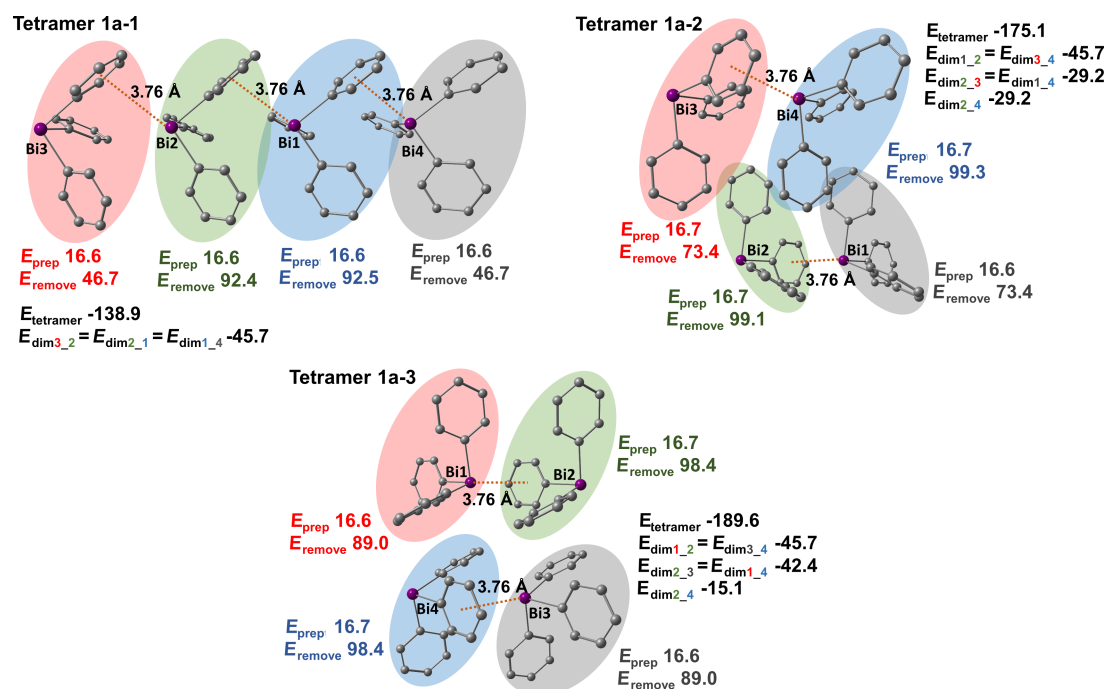 Tetramer 1a-1
3.76 Å
3.76 Å
3.76 Å
Bi3
Bi2
Bi1
Bi4
Eprep 16.6
Eremove 46.7
Eprep 16.6
Eremove 92.4
Eprep 16.6
Eremove 92.5
Eprep 16.6
Eremove 46.7
Etetramer -138.9
Edim3_2 = Edim2_1 = Edim1_4 -45.7
Tetramer 1a-2
3.76 Å
Bi3
Bi4
Etetramer -175.1
Edim1_2 = Edim3_4 -45.7
Edim2_3 = Edim1_4 -29.2
Edim2_4 -29.2
Eprep 16.7
Eremove 99.3
Eprep 16.7
Eremove 73.4
Bi2
Bi1
3.76 Å
Eprep 16.6
Eremove 73.4
Eprep 16.7
Eremove 99.1
Tetramer 1a-3
Bi1
Bi2
3.76 Å
Eprep 16.7
Eremove 98.4
Eprep 16.6
Eremove 89.0
Etetramer -189.6
Edim1_2 = Edim3_4 -45.7
Edim2_3 = Edim1_4 -42.4
Edim2_4 -15.1
3.76 Å
Bi4
Bi3
Eprep 16.7
Eremove 98.4
Eprep 16.6
Eremove 89.0